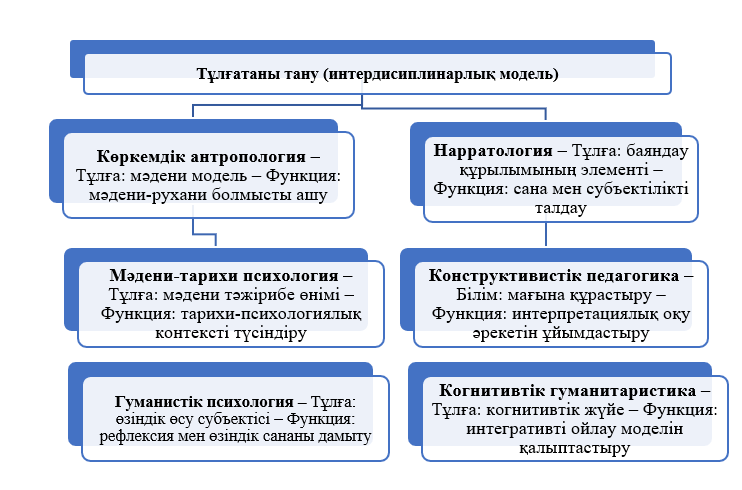 Тұлғатаны тану (интердисиплинарлық модель)
Көркемдік антропология –
Тұлға: мәдени модель – Функция:
мәдени-рухани болмысты ашу
Нарратология – Тұлға: баяндау
құрылымының элементі –
Функция: сана мен субъектілікті
талдау
Мәдени-тарихи психология –
Тұлға: мәдени тәжірибе өнімі –
Функция: тарихи-психологиялық
контексті түсіндіру
Конструктивистік педагогика –
Білім: мағына құрастыру –
Функция: интерпретациялық оқу
әрекетін ұйымдастыру
Гуманистік психология – Тұлға:
өзіндік өсу субъектісі – Функция:
рефлексия мен өзіндік сананы дамыту
Когнитивтік гуманитаристика –
Тұлға: когнитивтік жүйе – Функция:
интегративті ойлау моделін
қалыптастыру